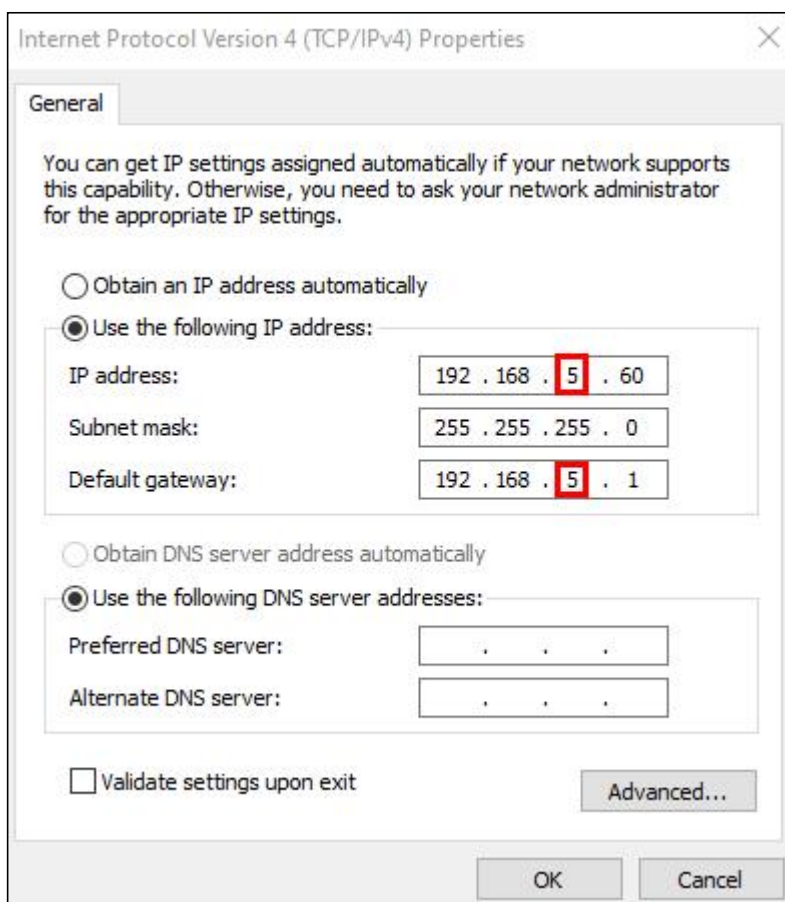 Internet Protocol Version 4 (TCP/IPv4) Properties
General
You can get IP settings assigned automatically if your network supports
this capability. Otherwise, you need to ask your network administrator
for the appropriate IP settings.
Obtain an IP address automatically
Use the following IP address:
IP address: 192 . 168 . 5 . 60
Subnet mask: 255 . 255 . 255 . 0
Default gateway: 192 . 168 . 5 . 1
Obtain DNS server address automatically
Use the following DNS server addresses:
Preferred DNS server: . . .
Alternate DNS server: . . .
Validate settings upon exit
Advanced...
OK Cancel